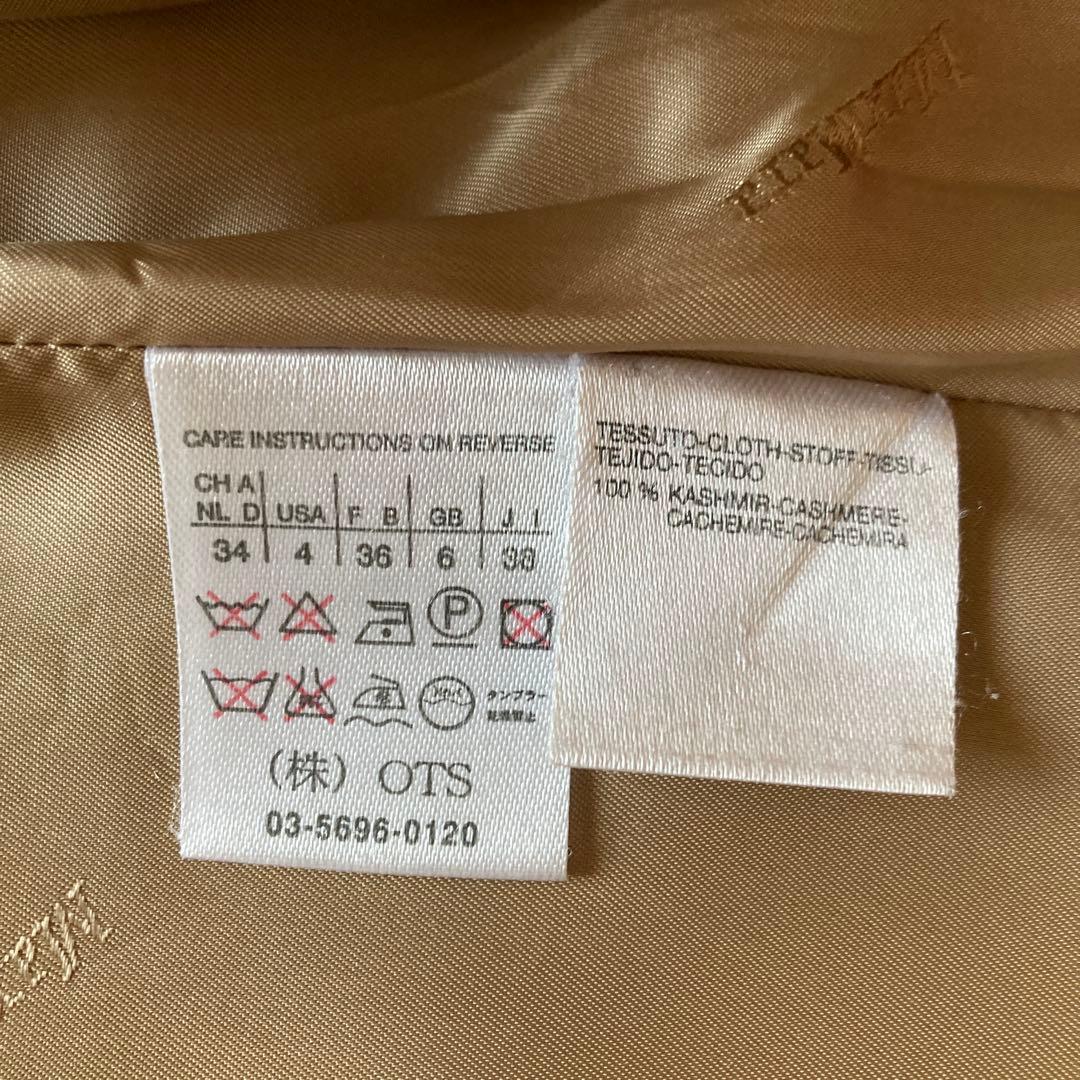 CARE INSTRUCTIONS ON REVERSE
CH A
NL D USA F B GB J I
34 4 36 6 38
P
タンブラー
乾燥禁止
(株) OTS
03-5696-0120
TESSUTO-CLOTH-STOFF-TISSU-
TEJIDO-TECIDO
100 % KASHMIR-CASHMERE-
CACHEMIRE-CACHEMIRA